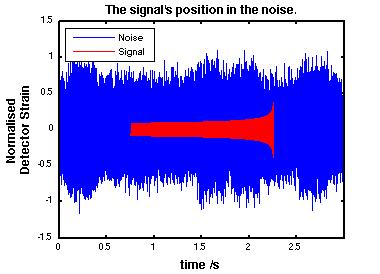 The signal's position in the noise.
Noise
Signal
Normalised
Detector Strain
1.5
1
0.5
0
-0.5
-1
-1.5
0 0.5 1 1.5 2 2.5
time /s